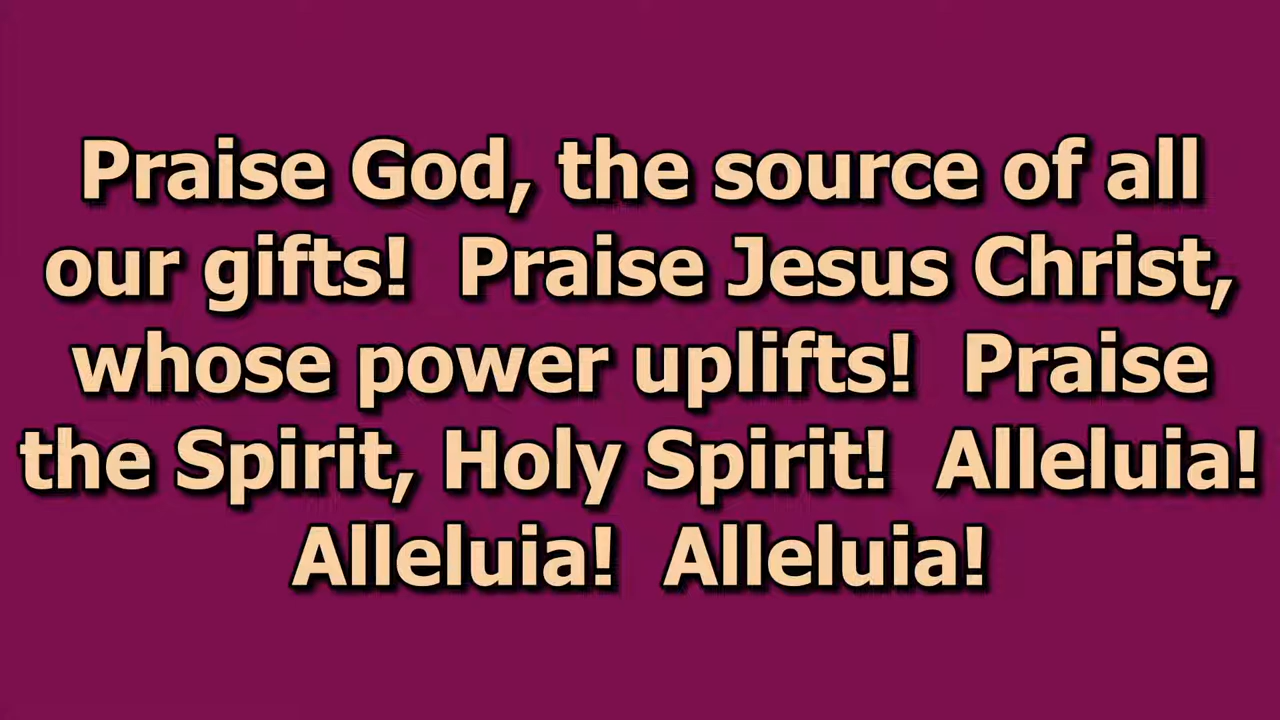 Praise God, the source of all
our gifts!  Praise Jesus Christ,
whose power uplifts!  Praise
the Spirit, Holy Spirit!  Alleluia!
Alleluia!  Alleluia!